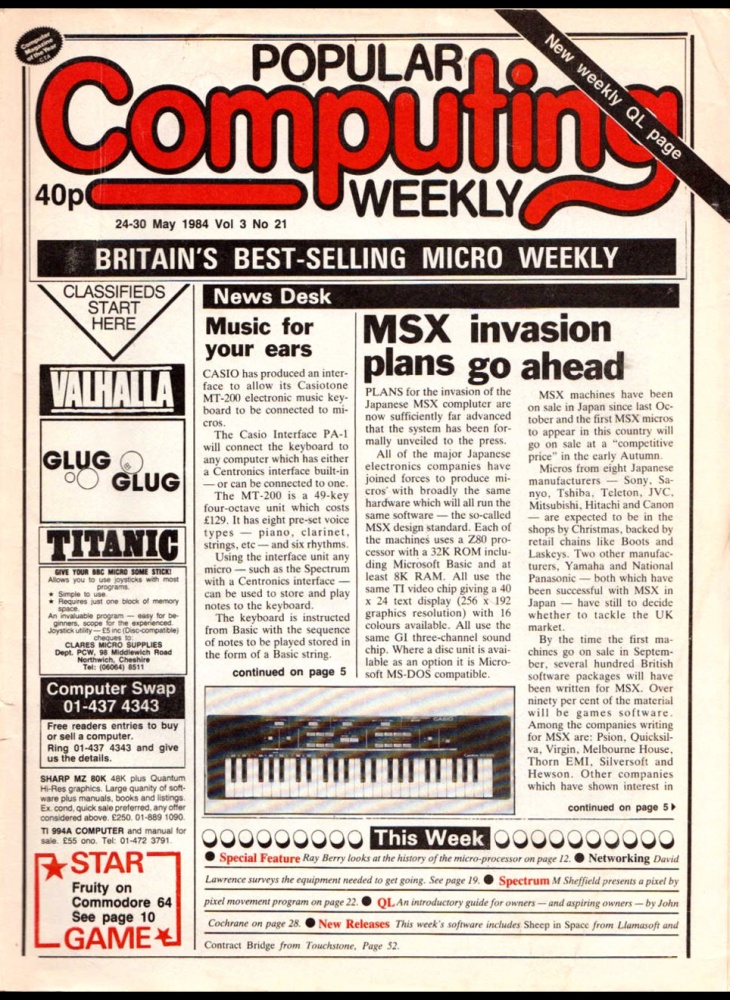 Computer
Magazine
of the Year
C.T.A
New weekly QL page
POPULAR
Computing
WEEKLY
40p
24-30 May 1984 Vol 3 No 21
BRITAIN'S BEST-SELLING MICRO WEEKLY
CLASSIFIEDS
START
HERE
VALHALLA
GLUG
GLUG
TITANIC
GIVE YOUR BBC MICRO SOME STICK!
Allows you to use joysticks with most
programs.
★ Simple to use.
★ Requires just one block of memory
space.
An invaluable program — easy for be-
ginners, scope for the experienced.
Joystick utility — £5 inc (Disc-compatible)
cheques to:
CLARES MICRO SUPPLIES
Dept. PCW, 98 Middlewich Road
Northwich, Cheshire
Tel: (06064) 8511
Computer Swap
01-437 4343
Free readers entries to buy
or sell a computer.
Ring 01-437 4343 and give
us the details.
SHARP MZ 80K 48K plus Quantum
Hi-Res graphics. Large quanity of soft-
ware plus manuals, books and listings.
Ex. cond, quick sale preferred, any offer
considered above. £250. 01-889 1090.
TI 994A COMPUTER and manual for
sale. £55 ono. Tel: 01-472 3791.
STAR
Fruity on
Commodore 64
See page 10
GAME
News Desk
Music for
your ears
CASIO has produced an inter-
face to allow its Casiotone
MT-200 electronic music key-
board to be connected to mi-
cros.
The Casio Interface PA-1
will connect the keyboard to
any computer which has either
a Centronics interface built-in
— or can be connected to one.
The MT-200 is a 49-key
four-octave unit which costs
£129. It has eight pre-set voice
types — piano, clarinet,
strings, etc — and six rhythms.
Using the interface unit any
micro — such as the Spectrum
with a Centronics interface —
can be used to store and play
notes to the keyboard.
The keyboard is instructed
from Basic with the sequence
of notes to be played stored in
the form of a Basic string.
continued on page 5
MSX invasion
plans go ahead
PLANS for the invasion of the
Japanese MSX complater are
now sufficiently far advanced
that the system has been for-
mally unveiled to the press.
All of the major Japanese
electronics companies have
joined forces to produce mi-
cros with broadly the same
hardware which will all run the
same software — the so-called
MSX design standard. Each of
the machines uses a Z80 pro-
cessor with a 32K ROM inclu-
ding Microsoft Basic and at
least 8K RAM. All use the
same TI video chip giving a 40
x 24 text display (256 x 192
graphics resolution) with 16
colours available. All use the
same GI three-channel sound
chip. Where a disc unit is avai-
lable as an option it is Micro-
soft MS-DOS compatible.
MSX machines have been
on sale in Japan since last Oc-
tober and the first MSX micros
to appear in this country will
go on sale at a “competitive
price” in the early Autumn.
Micros from eight Japanese
manufacturers — Sony, Sa-
nyo, Tshiba, Teleton, JVC,
Mitsubishi, Hitachi and Canon
— are expected to be in the
shops by Christmas, backed by
retail chains like Boots and
Laskeys. Two other manufac-
turers, Yamaha and National
Panasonic — both which have
been successful with MSX in
Japan — have still to decide
whether to tackle the UK
market.
By the time the first ma-
chines go on sale in Septem-
ber, several hundred British
software packages will have
been written for MSX. Over
ninety per cent of the material
will be games software.
Among the companies writing
for MSX are: Psion, Quicksil-
va, Virgin, Melbourne House,
Thorn EMI, Silversoft and
Hewson. Other companies
which have shown interest in
continued on page 5
CASIO
This Week
● Special Feature Ray Berry looks at the history of the micro-processor on page 12. ● Networking David
Lawrence surveys the equipment needed to get going. See page 19. ● Spectrum M Sheffield presents a pixel by
pixel movement program on page 22. ● QL An introductory guide for owners — and aspiring owners — by John
Cochrane on page 28. ● New Releases This week's software includes Sheep in Space from Llamasoft and
Contract Bridge from Touchstone, Page 52.